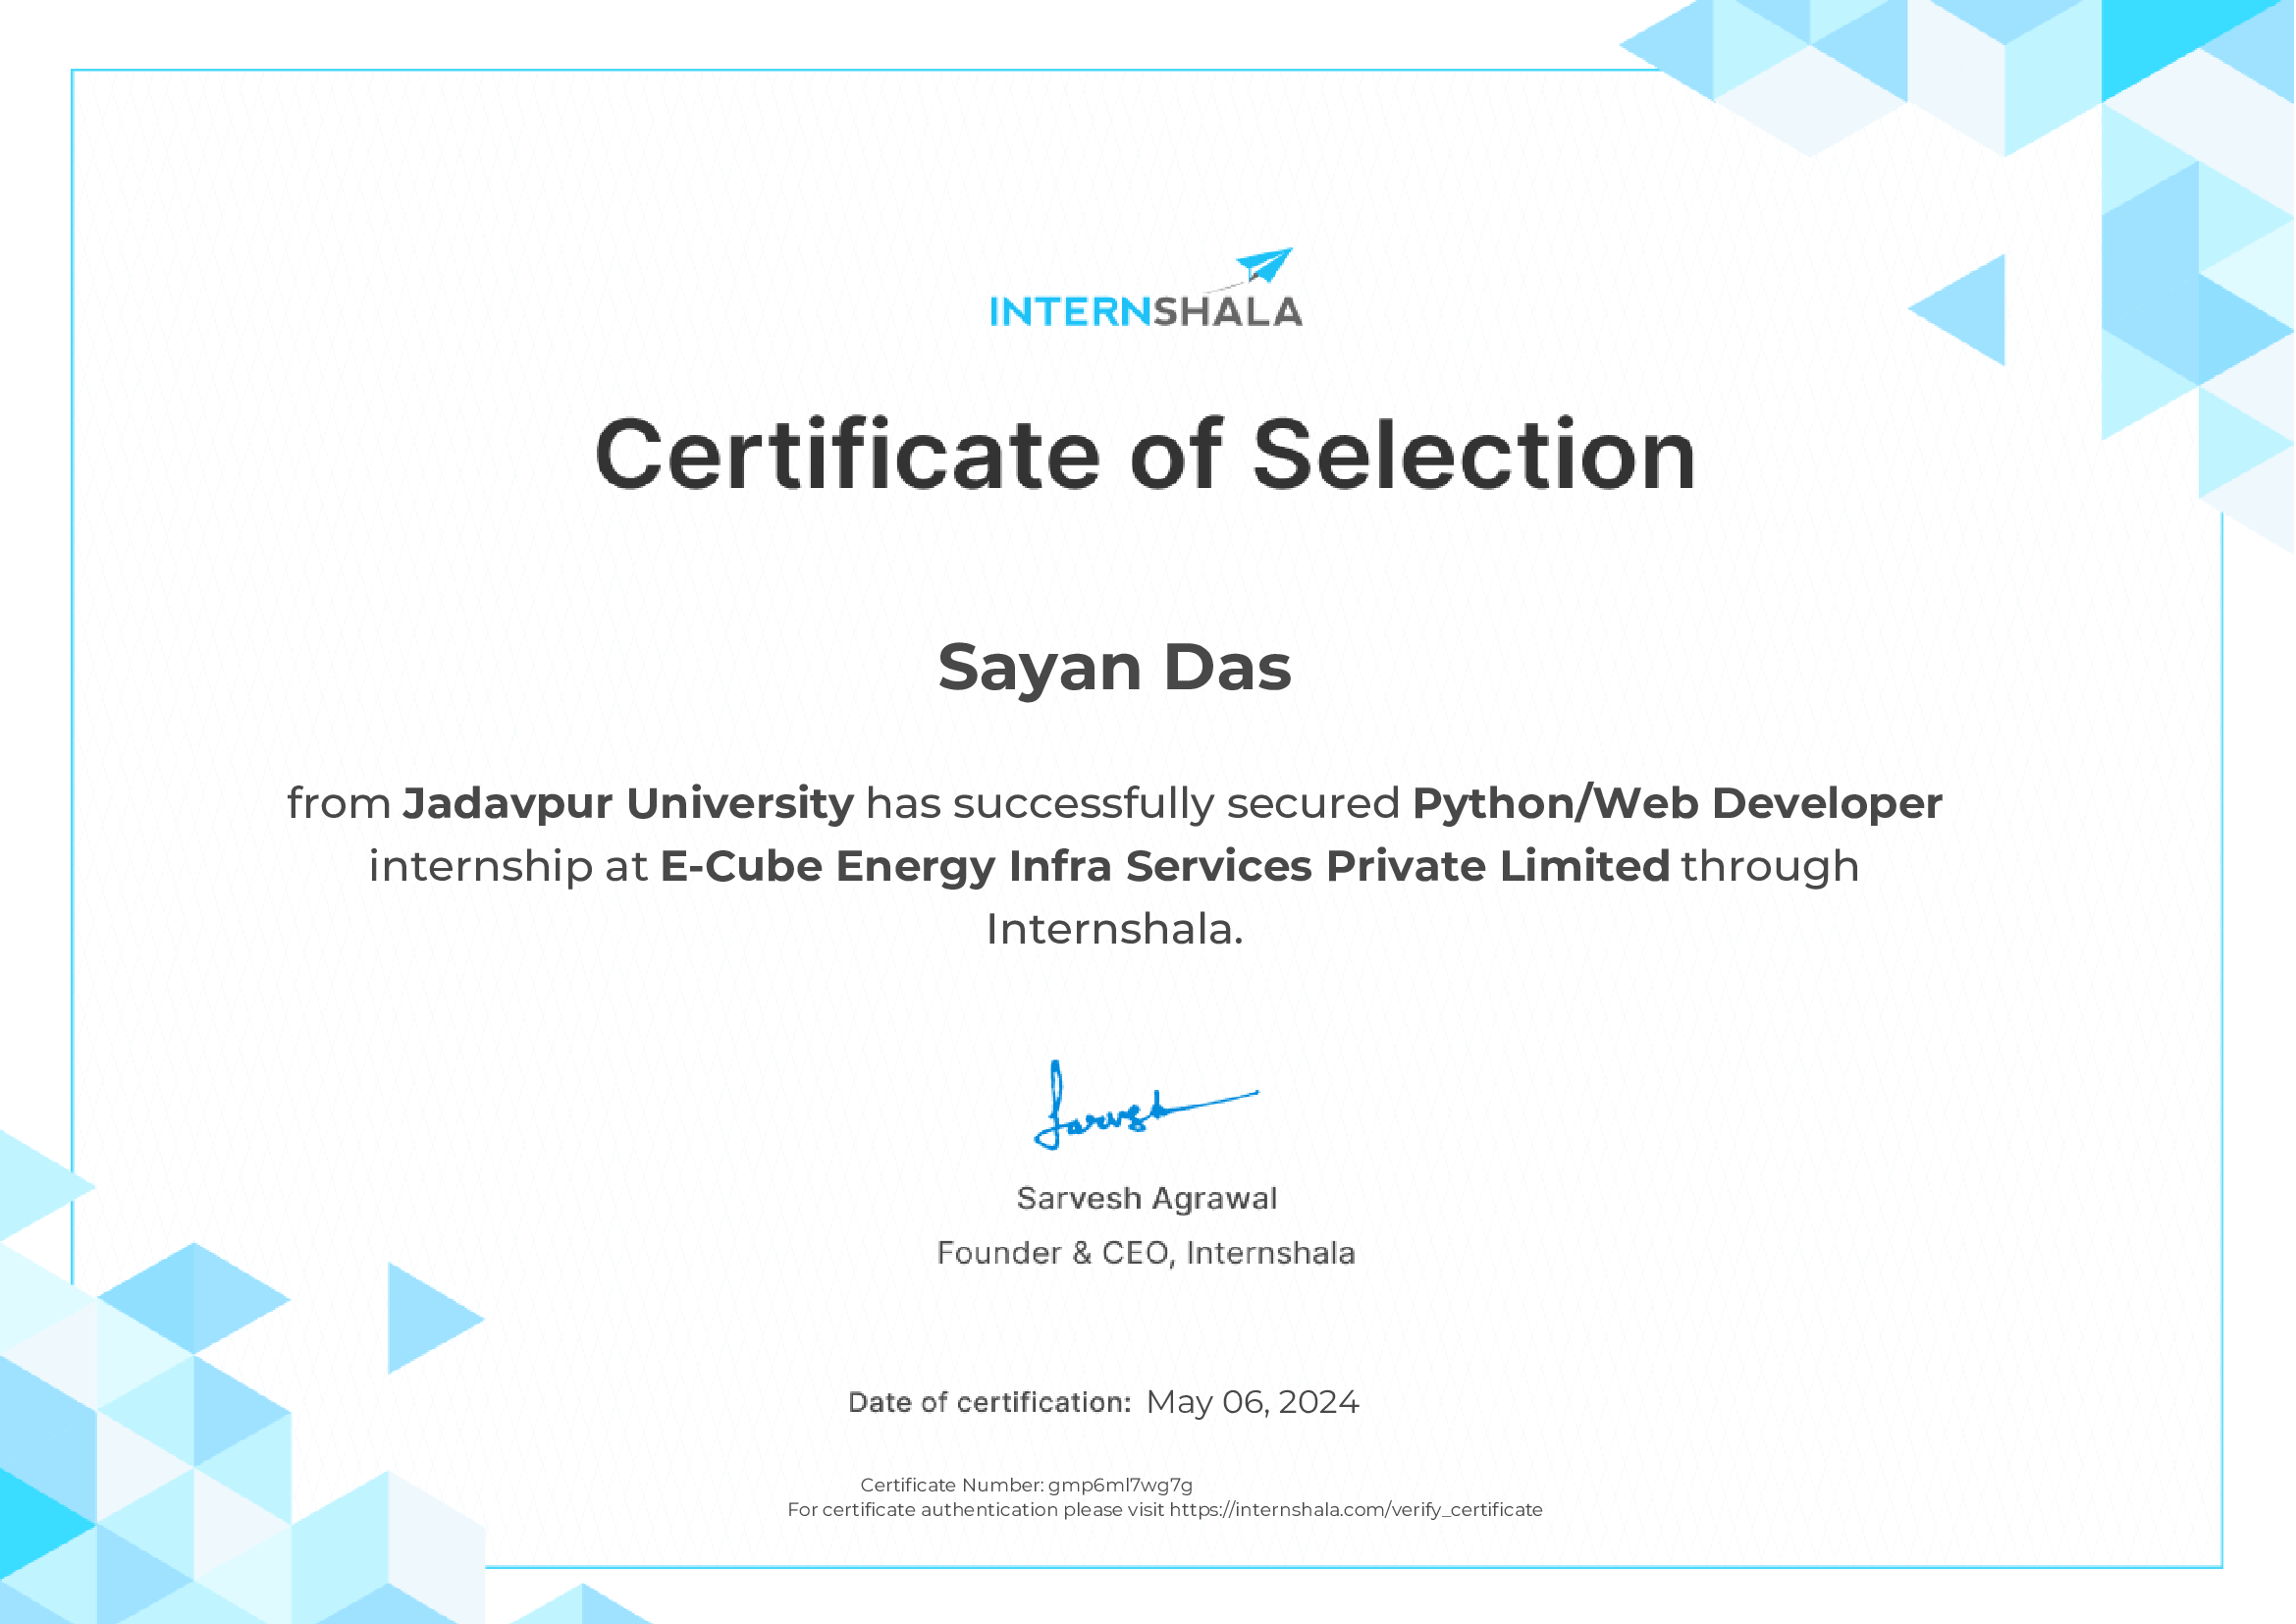 INTERNSHALA
Certificate of Selection
Sayan Das
from Jadavpur University has successfully secured Python/Web Developer
internship at E-Cube Energy Infra Services Private Limited through
Internshala.
Sarvesh
Sarvesh Agrawal
Founder & CEO, Internshala
Date of certification: May 06, 2024
Certificate Number: gmp6ml7wg7g
For certificate authentication please visit https://internshala.com/verify_certificate